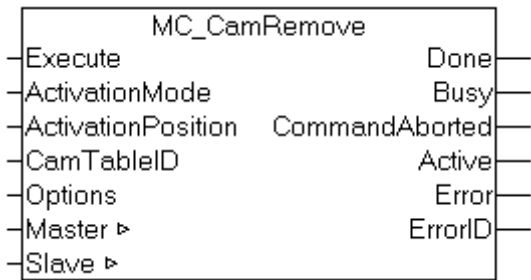 MC_CamRemove
Execute Done
ActivationMode Busy
ActivationPosition CommandAborted
CamTableID Active
Options Error
Master ErrorID
Slave